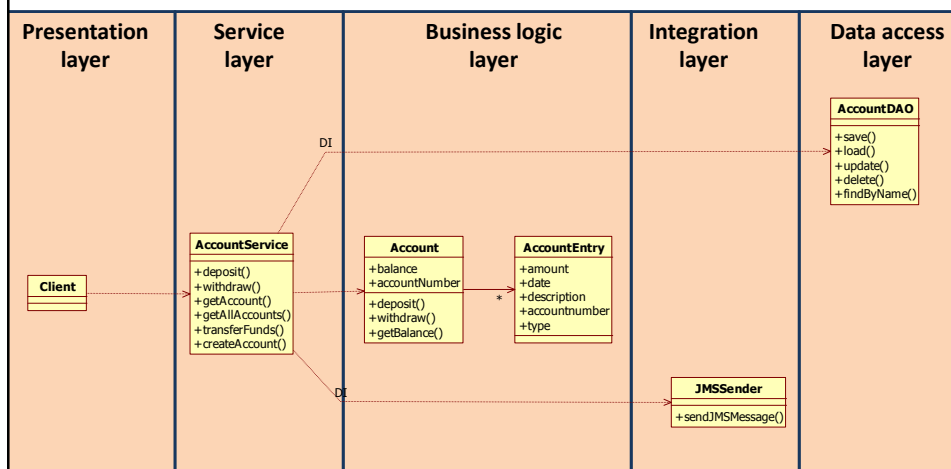 Presentation
layer
Service
layer
Business logic
layer
Integration
layer
Data access
layer
AccountDAO
+save()
+load()
+update()
+delete()
+findByName()
DI
AccountService
+deposit()
+withdraw()
+getAccount()
+getAllAccounts()
+transferFunds()
+createAccount()
Account
+balance
+accountNumber
+deposit()
+withdraw()
+getBalance()
*
AccountEntry
+amount
+date
+description
+accountnumber
+type
Client
DI
JMSSender
+sendJMSMessage()